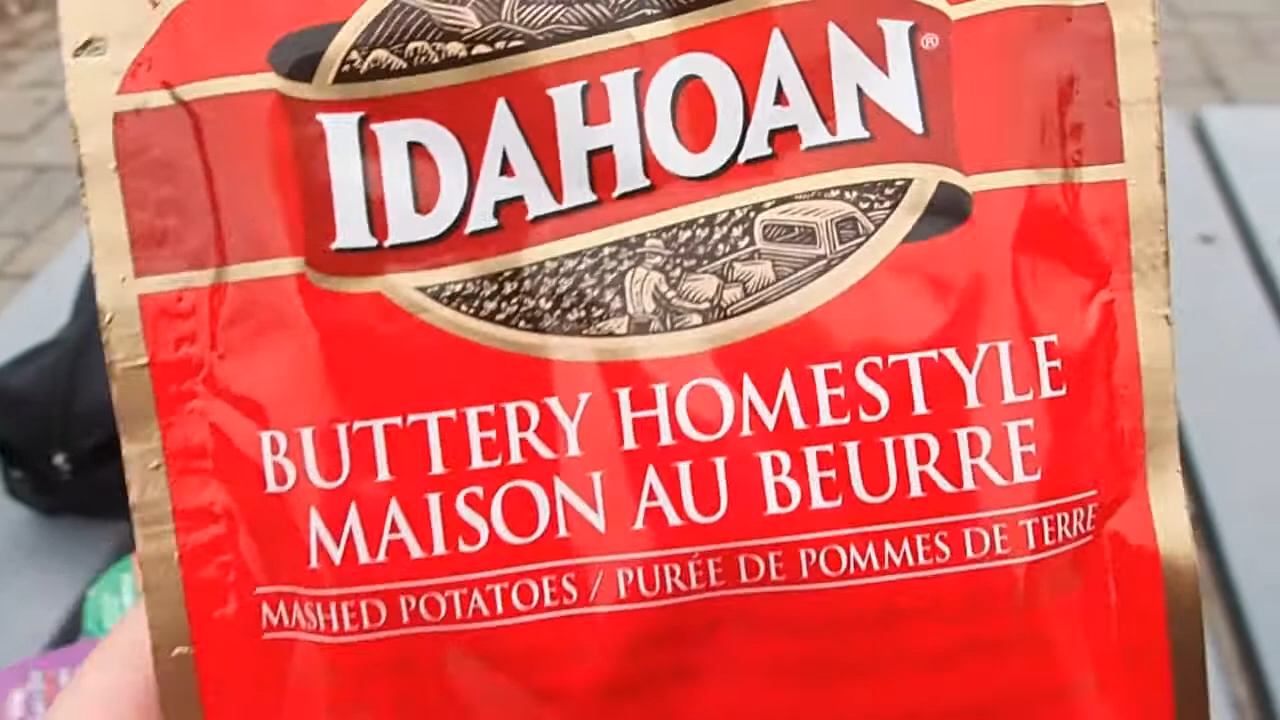 IDAHOAN®
BUTTERY HOMESTYLE
MAISON AU BEURRE
MASHED POTATOES / PURÉE DE POMMES DE TERRE